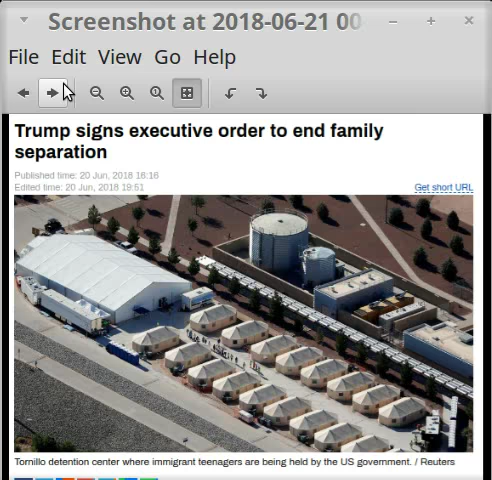 Screenshot at 2018-06-21 00
File Edit View Go Help
Trump signs executive order to end family
separation
Published time: 20 Jun, 2018 16:16
Edited time: 20 Jun, 2018 19:51
Get short URL
Tornillo detention center where immigrant teenagers are being held by the US government. / Reuters